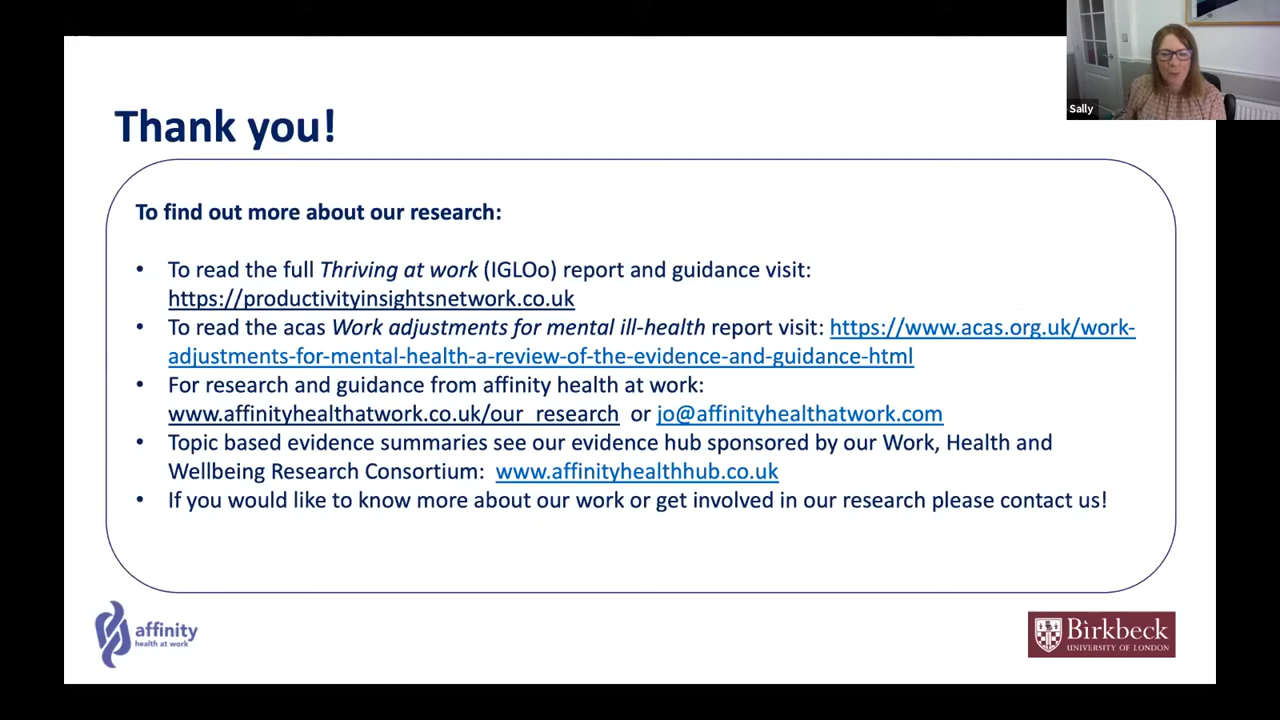 Sally
Thank you!
To find out more about our research:
• To read the full Thriving at work (IGLOo) report and guidance visit:
https://productivityinsightsnetwork.co.uk
• To read the acas Work adjustments for mental ill-health report visit: https://www.acas.org.uk/work-
adjustments-for-mental-health-a-review-of-the-evidence-and-guidance-html
• For research and guidance from affinity health at work:
www.affinityhealthatwork.co.uk/our_research or jo@affinityhealthatwork.com
• Topic based evidence summaries see our evidence hub sponsored by our Work, Health and
Wellbeing Research Consortium: www.affinityhealthhub.co.uk
• If you would like to know more about our work or get involved in our research please contact us!
affinity
health at work
Birkbeck
UNIVERSITY OF LONDON